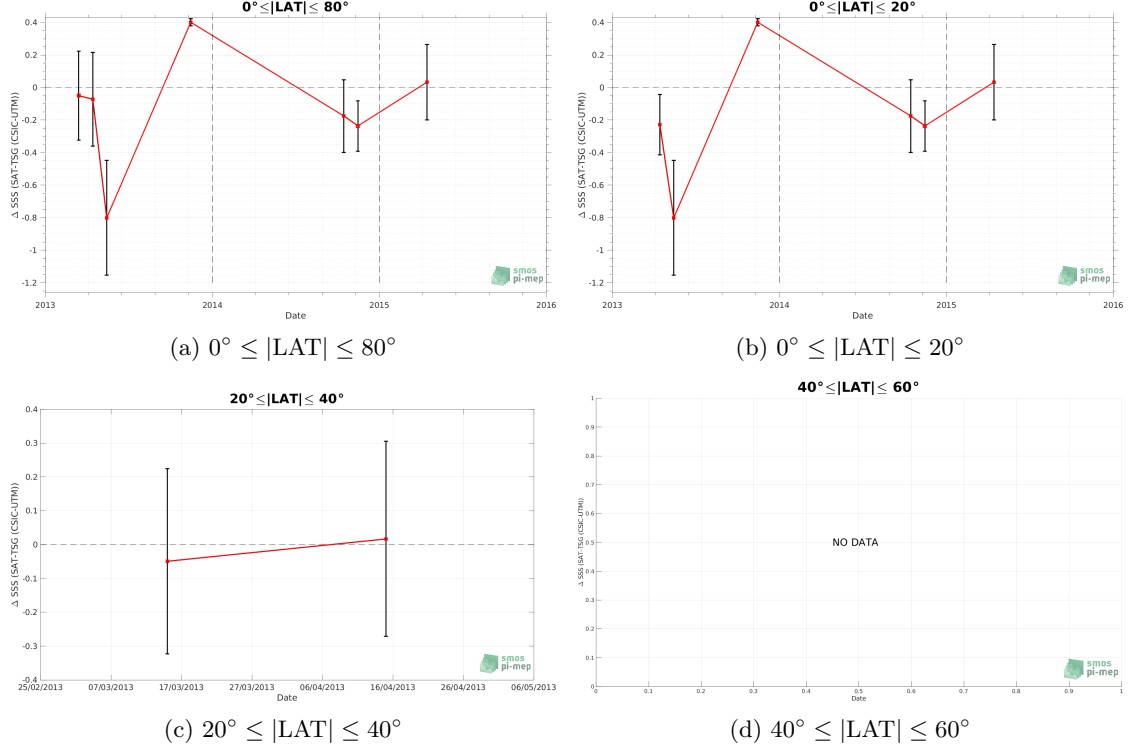 0°≤|LAT|≤ 80°
0.4
0.2
0
-0.2
-0.4
-0.6
-0.8
-1
-1.2
Δ SSS (SAT-TSG (CSIC-UTM))
2013
2014
2015
2016
Date
smos
pi-mep
(a) 0° ≤ |LAT| ≤ 80°
0°≤|LAT|≤ 20°
0.4
0.2
0
-0.2
-0.4
-0.6
-0.8
-1
-1.2
Δ SSS (SAT-TSG (CSIC-UTM))
2013
2014
2015
2016
Date
smos
pi-mep
(b) 0° ≤ |LAT| ≤ 20°
20°≤|LAT|≤ 40°
0.4
0.3
0.2
0.1
0
-0.1
-0.2
-0.3
-0.4
Δ SSS (SAT-TSG (CSIC-UTM))
25/02/2013
07/03/2013
17/03/2013
27/03/2013
06/04/2013
16/04/2013
26/04/2013
06/05/2013
Date
smos
pi-mep
(c) 20° ≤ |LAT| ≤ 40°
40°≤|LAT|≤ 60°
1
0.9
0.8
0.7
0.6
0.5
0.4
0.3
0.2
0.1
0
Δ SSS (SAT-TSG (CSIC-UTM))
NO DATA
0
0.1
0.2
0.3
0.4
0.5
0.6
0.7
0.8
0.9
1
Date
smos
pi-mep
(d) 40° ≤ |LAT| ≤ 60°